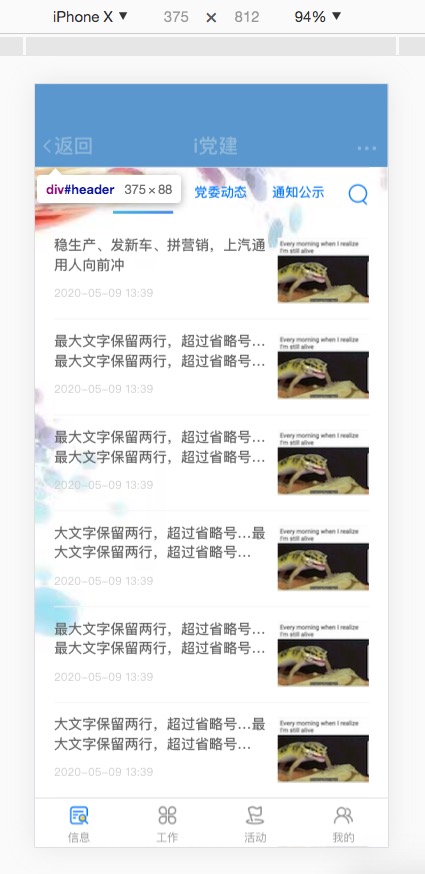 iPhone X ▼ 375 × 812 94% ▼
返回 i党建 ...
div#header 375 × 88
党委动态 通知公示
稳生产、发新车、拼营销，上汽通
用人向前冲
2020-05-09 13:39
Every morning when I realize
I'm still alive
最大文字保留两行，超过省略号...
最大文字保留两行，超过省略号...
2020-05-09 13:39
Every morning when I realize
I'm still alive
最大文字保留两行，超过省略号...
最大文字保留两行，超过省略号...
2020-05-09 13:39
Every morning when I realize
I'm still alive
大文字保留两行，超过省略号...最
大文字保留两行，超过省略号...
2020-05-09 13:39
Every morning when I realize
I'm still alive
最大文字保留两行，超过省略号...
最大文字保留两行，超过省略号...
2020-05-09 13:39
Every morning when I realize
I'm still alive
大文字保留两行，超过省略号...最
大文字保留两行，超过省略号...
2020-05-09 13:39
Every morning when I realize
I'm still alive
信息 工作 活动 我的